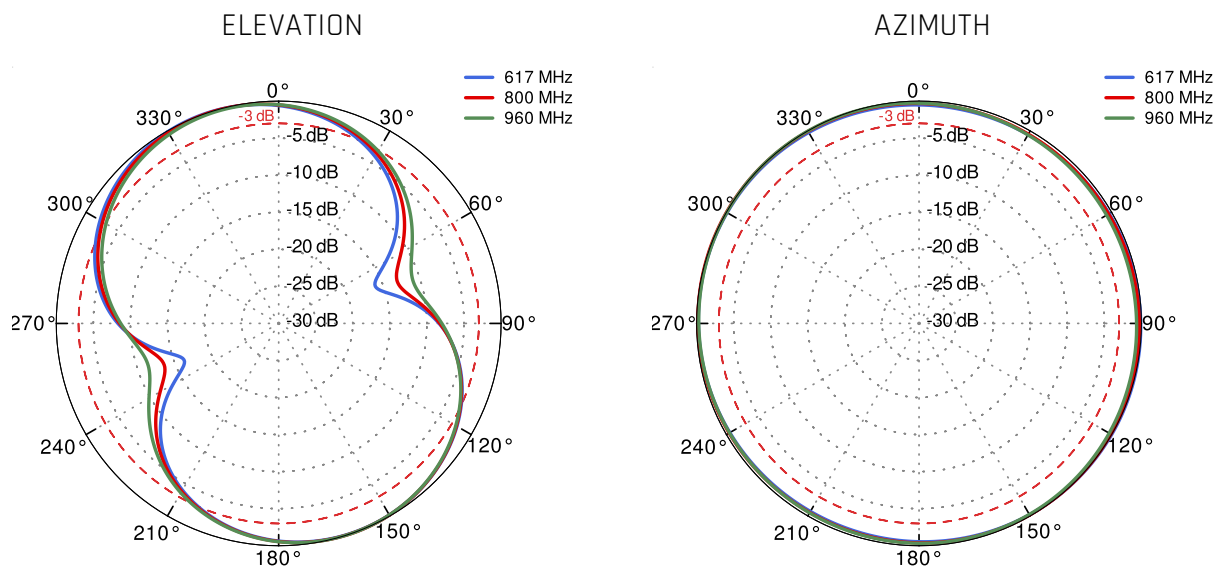 ELEVATION
617 MHz
800 MHz
960 MHz
0°
330°
30°
-3 dB
-5 dB
-10 dB
300°
60°
-15 dB
-20 dB
-25 dB
270°
-30 dB
90°
240°
120°
210°
150°
180°
AZIMUTH
617 MHz
800 MHz
960 MHz
0°
330°
30°
-3 dB
-5 dB
-10 dB
300°
60°
-15 dB
-20 dB
-25 dB
270°
-30 dB
90°
240°
120°
210°
150°
180°